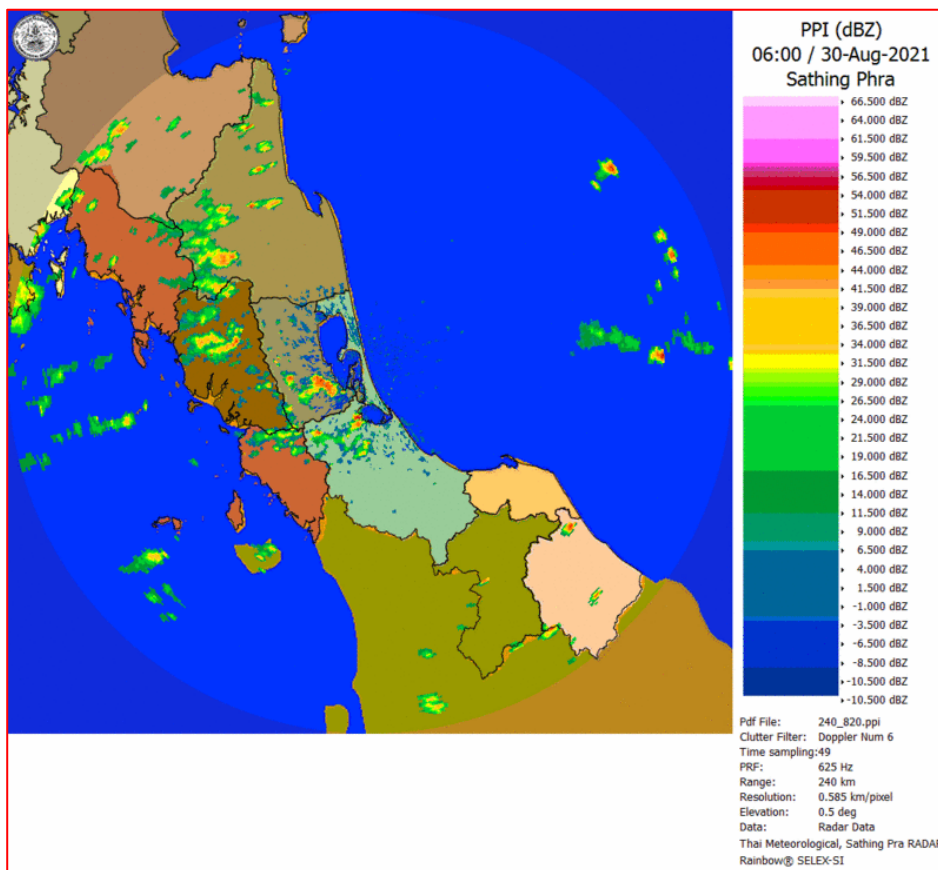 PPI (dBZ)
06:00 / 30-Aug-2021
Sathing Phra
66.500 dBZ
64.000 dBZ
61.500 dBZ
59.500 dBZ
56.500 dBZ
54.000 dBZ
51.500 dBZ
49.000 dBZ
46.500 dBZ
44.000 dBZ
41.500 dBZ
39.000 dBZ
36.500 dBZ
34.000 dBZ
31.500 dBZ
29.000 dBZ
26.500 dBZ
24.000 dBZ
21.500 dBZ
19.000 dBZ
16.500 dBZ
14.000 dBZ
11.500 dBZ
9.000 dBZ
6.500 dBZ
4.000 dBZ
1.500 dBZ
-1.000 dBZ
-3.500 dBZ
-6.500 dBZ
-8.500 dBZ
-10.500 dBZ
-10.500 dBZ
Pdf File: 240_820.ppi
Clutter Filter: Doppler Num 6
Time sampling:49
PRF: 625 Hz
Range: 240 km
Resolution: 0.585 km/pixel
Elevation: 0.5 deg
Data: Radar Data
Thai Meteorological, Sathing Pra RADAR
Rainbow® SELEX-SI